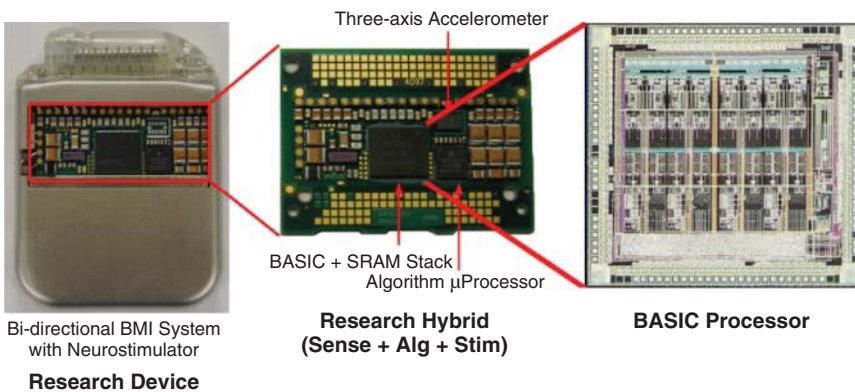 Three-axis Accelerometer
BASIC + SRAM Stack
Algorithm µProcessor
Bi-directional BMI System
with Neurostimulator
Research Device
Research Hybrid
(Sense + Alg + Stim)
BASIC Processor